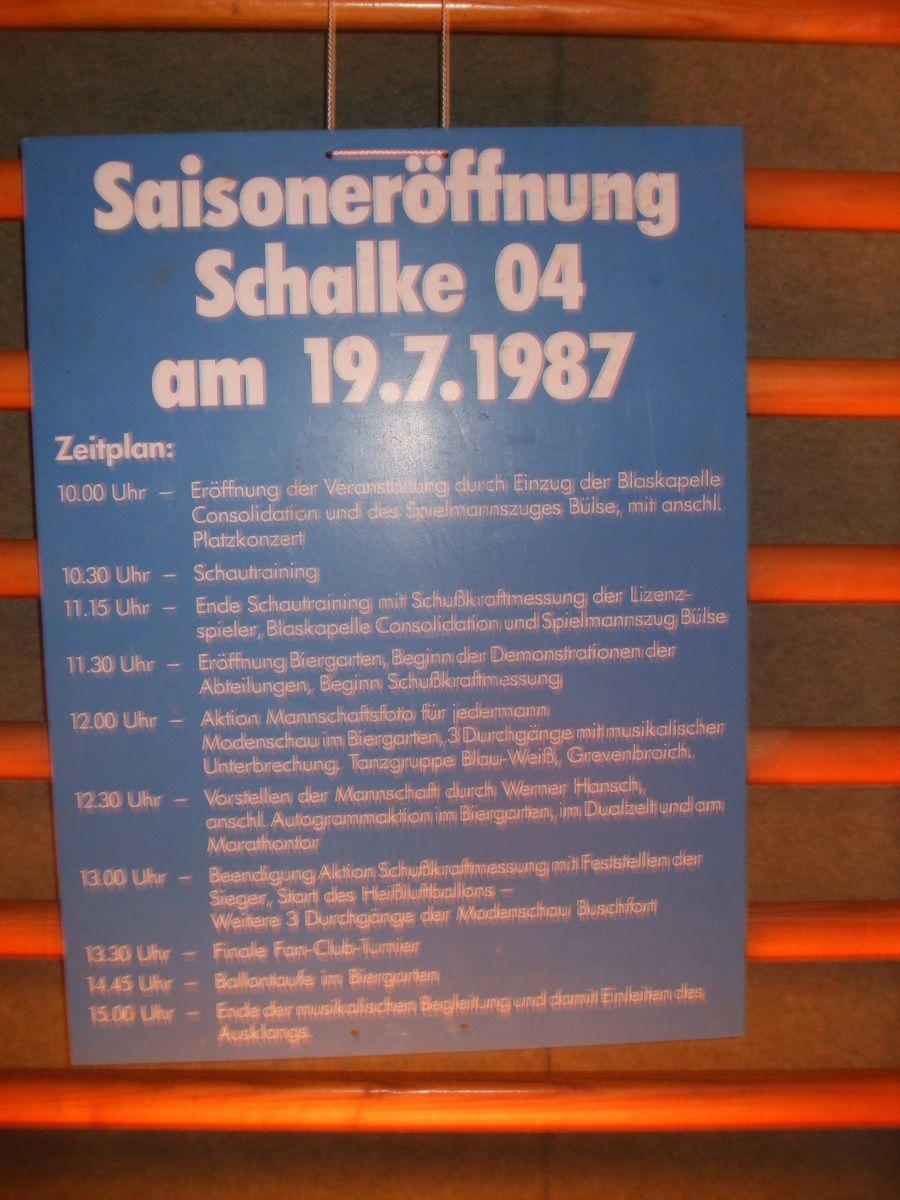 Saisoneröffnung
Schalke 04
am 19.7.1987
Zeitplan:
10.00 Uhr – Eröffnung der Veranstaltung durch Einzug der Blaskapelle
Consolidation und des Spielmannszuges Bülse, mit anschl.
Platzkonzert
10.30 Uhr – Schautraining
11.15 Uhr – Ende Schautraining mit Schußkraftmessung der Lizenz-
spieler, Blaskapelle Consolidation und Spielmannszug Bülse
11.30 Uhr – Eröffnung Biergarten, Beginn der Demonstrationen der
Abteilungen, Beginn Schußkraftmessung
12.00 Uhr – Aktion Mannschaftsfoto für jedermann
Modenschau im Biergarten, 3 Durchgänge mit musikalischer
Unterbrechung. Tanzgruppe Blau-Weiß, Grevenbroich.
12.30 Uhr – Vorstellen der Mannschaft durch Werner Hansch,
anschl. Autogrammaktion im Biergarten, im Dualzelt und am
Marathontor
13.00 Uhr – Beendigung Aktion Schußkraftmessung mit Feststellen der
Sieger, Start des Heißluftballons –
Weitere 3 Durchgänge der Modenschau Buschfort
13.30 Uhr – Finale Fan-Club-Turnier
14.45 Uhr – Ballontaufe im Biergarten
15.00 Uhr – Ende der musikalischen Begleitung und damit Einleiten des
Ausklangs.